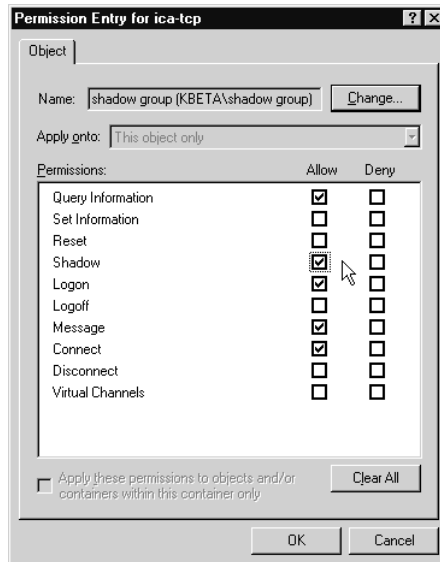 Permission Entry for ica-tcp
Object
Name: shadow group (KBETA\shadow group) Change...
Apply onto: This object only
Permissions: Allow Deny
Query Information
Set Information
Reset
Shadow
Logon
Logoff
Message
Connect
Disconnect
Virtual Channels
Apply these permissions to objects and/or
containers within this container only
Clear All
OK Cancel